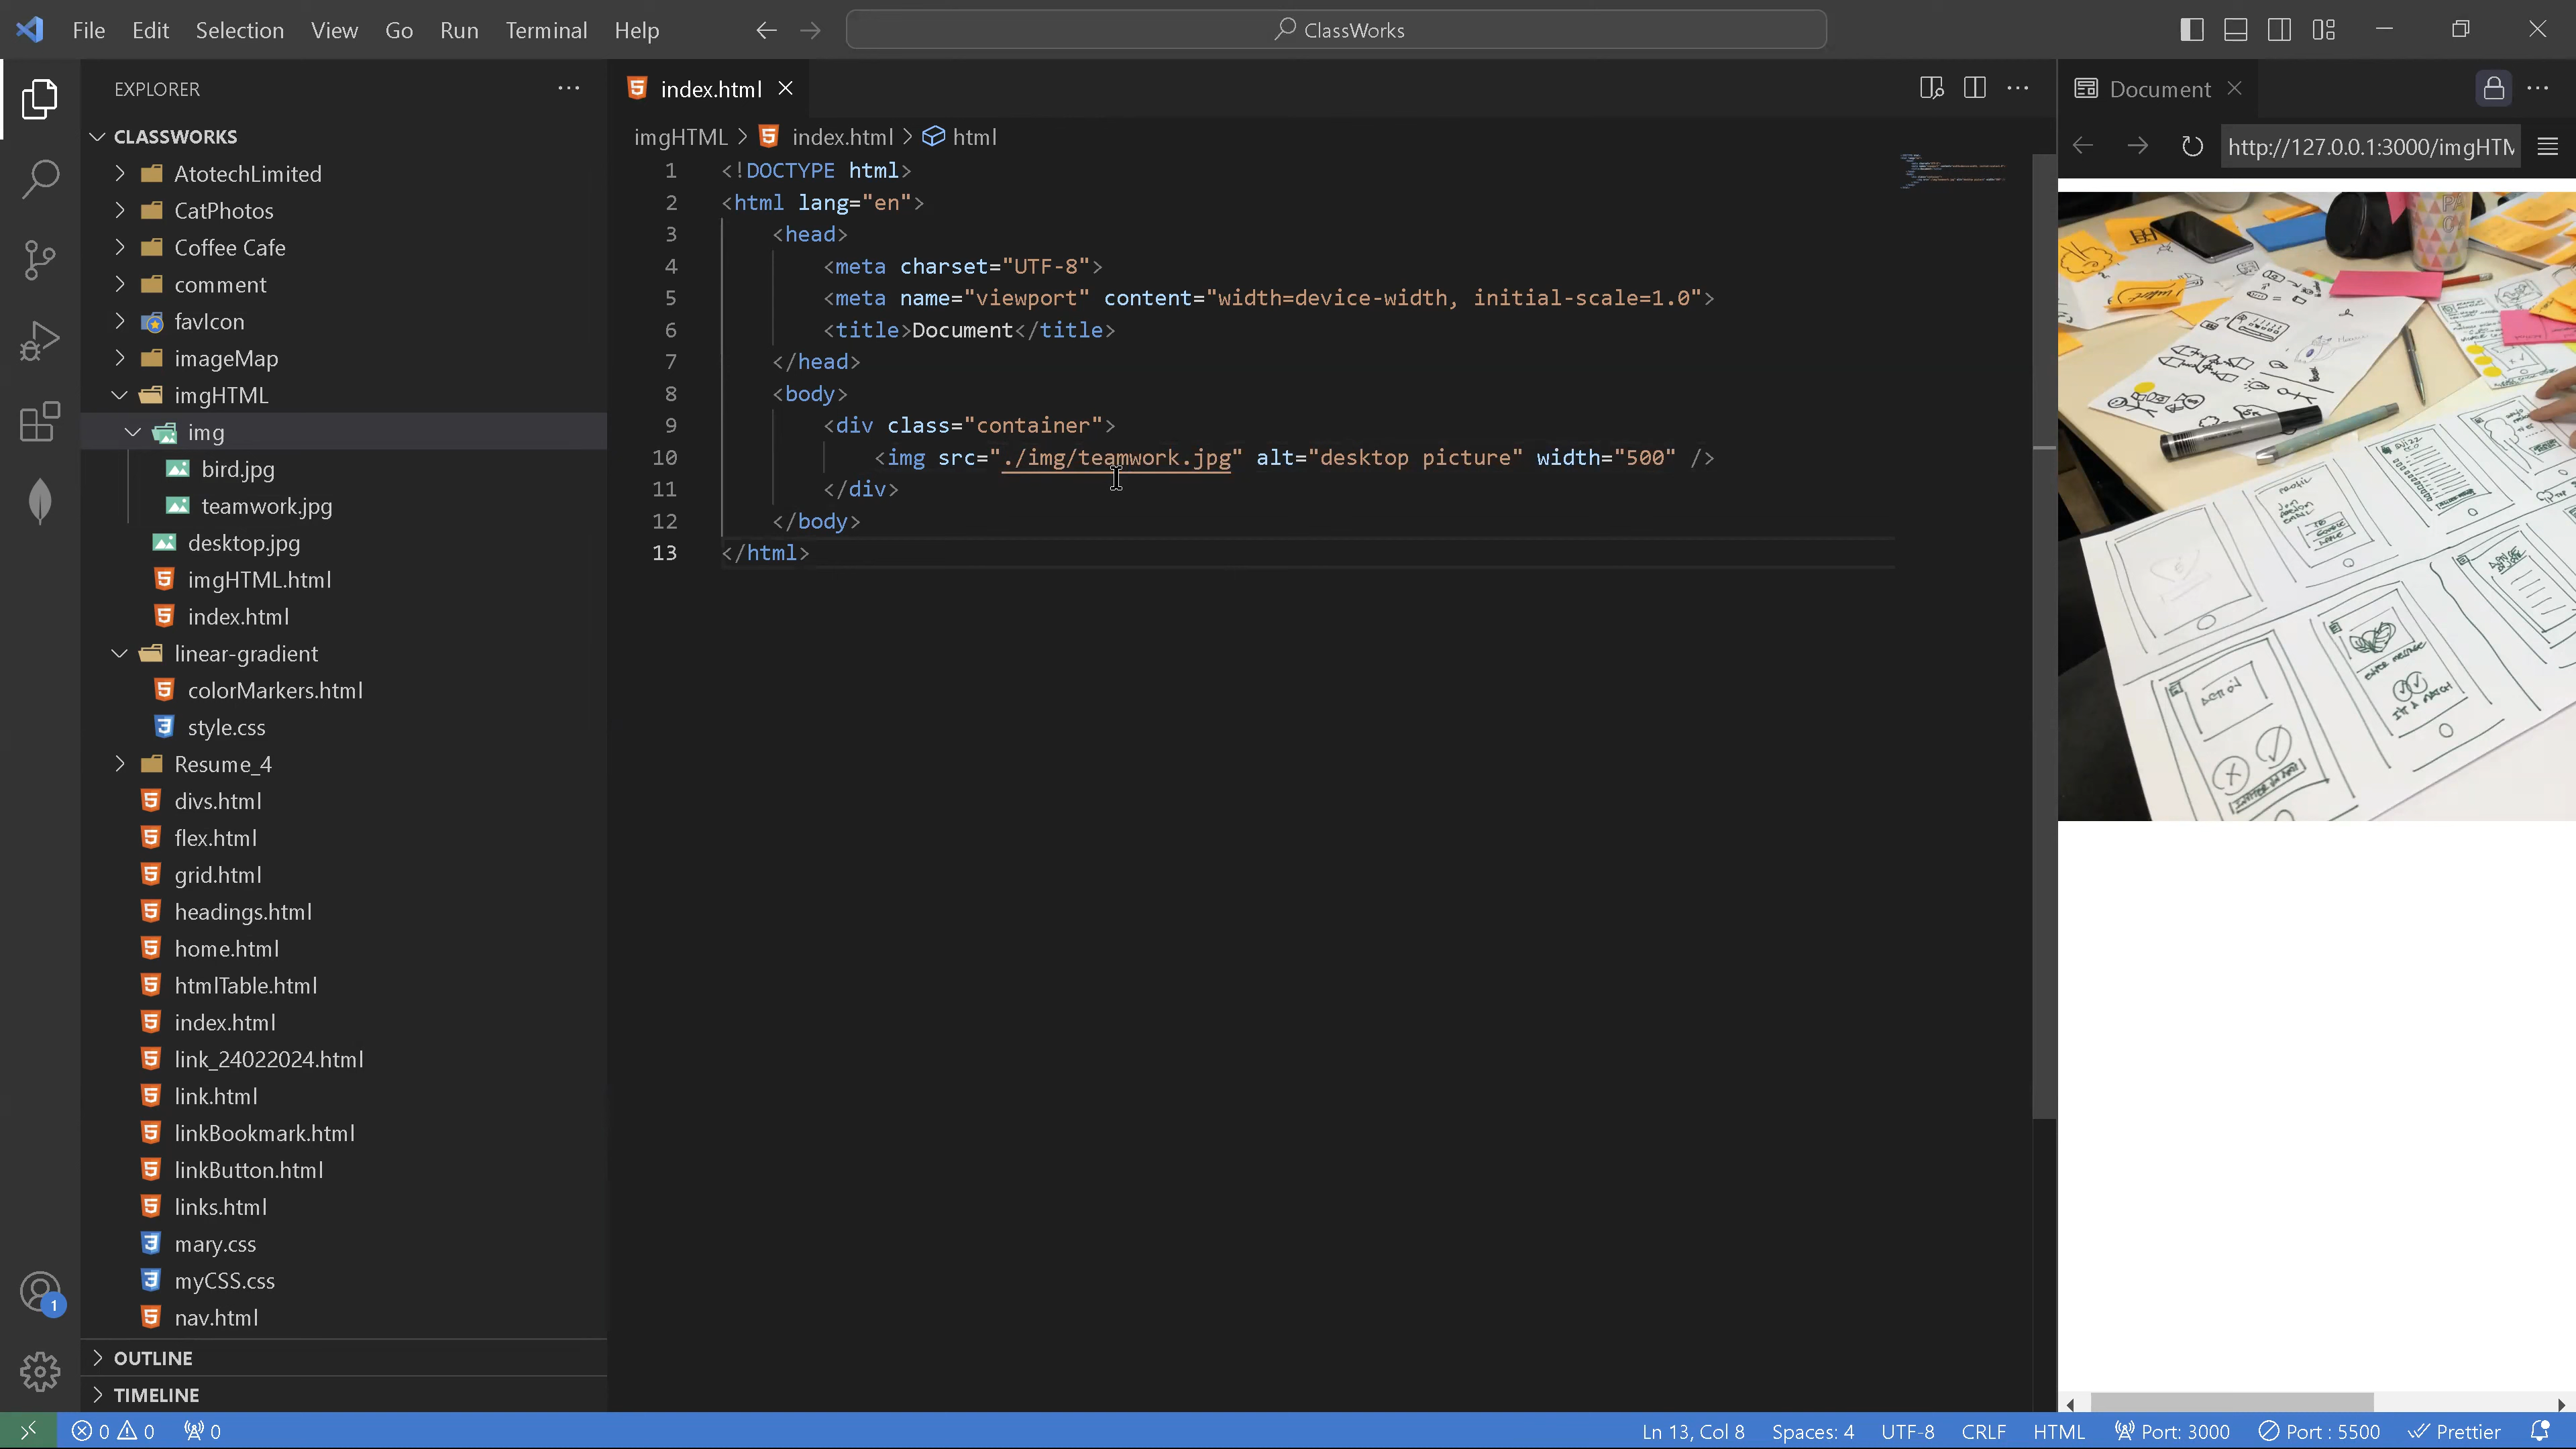 File Edit Selection View Go Run Terminal Help
ClassWorks
EXPLORER
CLASSWORKS
AtotechLimited
CatPhotos
Coffee Cafe
comment
favIcon
imageMap
imgHTML
img
bird.jpg
teamwork.jpg
desktop.jpg
imgHTML.html
index.html
linear-gradient
colorMarkers.html
style.css
Resume_4
divs.html
flex.html
grid.html
headings.html
home.html
htmlTable.html
index.html
link_24022024.html
link.html
linkBookmark.html
linkButton.html
links.html
mary.css
myCSS.css
nav.html
OUTLINE
TIMELINE
index.html
imgHTML > index.html > html
1 <!DOCTYPE html>
2 <html lang="en">
3 <head>
4 <meta charset="UTF-8">
5 <meta name="viewport" content="width=device-width, initial-scale=1.0">
6 <title>Document</title>
7 </head>
8 <body>
9 <div class="container">
10 <img src="./img/teamwork.jpg" alt="desktop picture" width="500" />
11 </div>
12 </body>
13 </html>
Document
http://127.0.0.1:3000/imgHTM
ENTER MESSAGE
IT'S A MATCH
1
0 0 0
Ln 13, Col 8 Spaces: 4 UTF-8 CRLF HTML Port: 3000 Port : 5500 Prettier